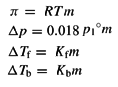 π = RTm
Δp = 0.018 p₁°m
ΔT_f = K_f m
ΔT_b = K_b m